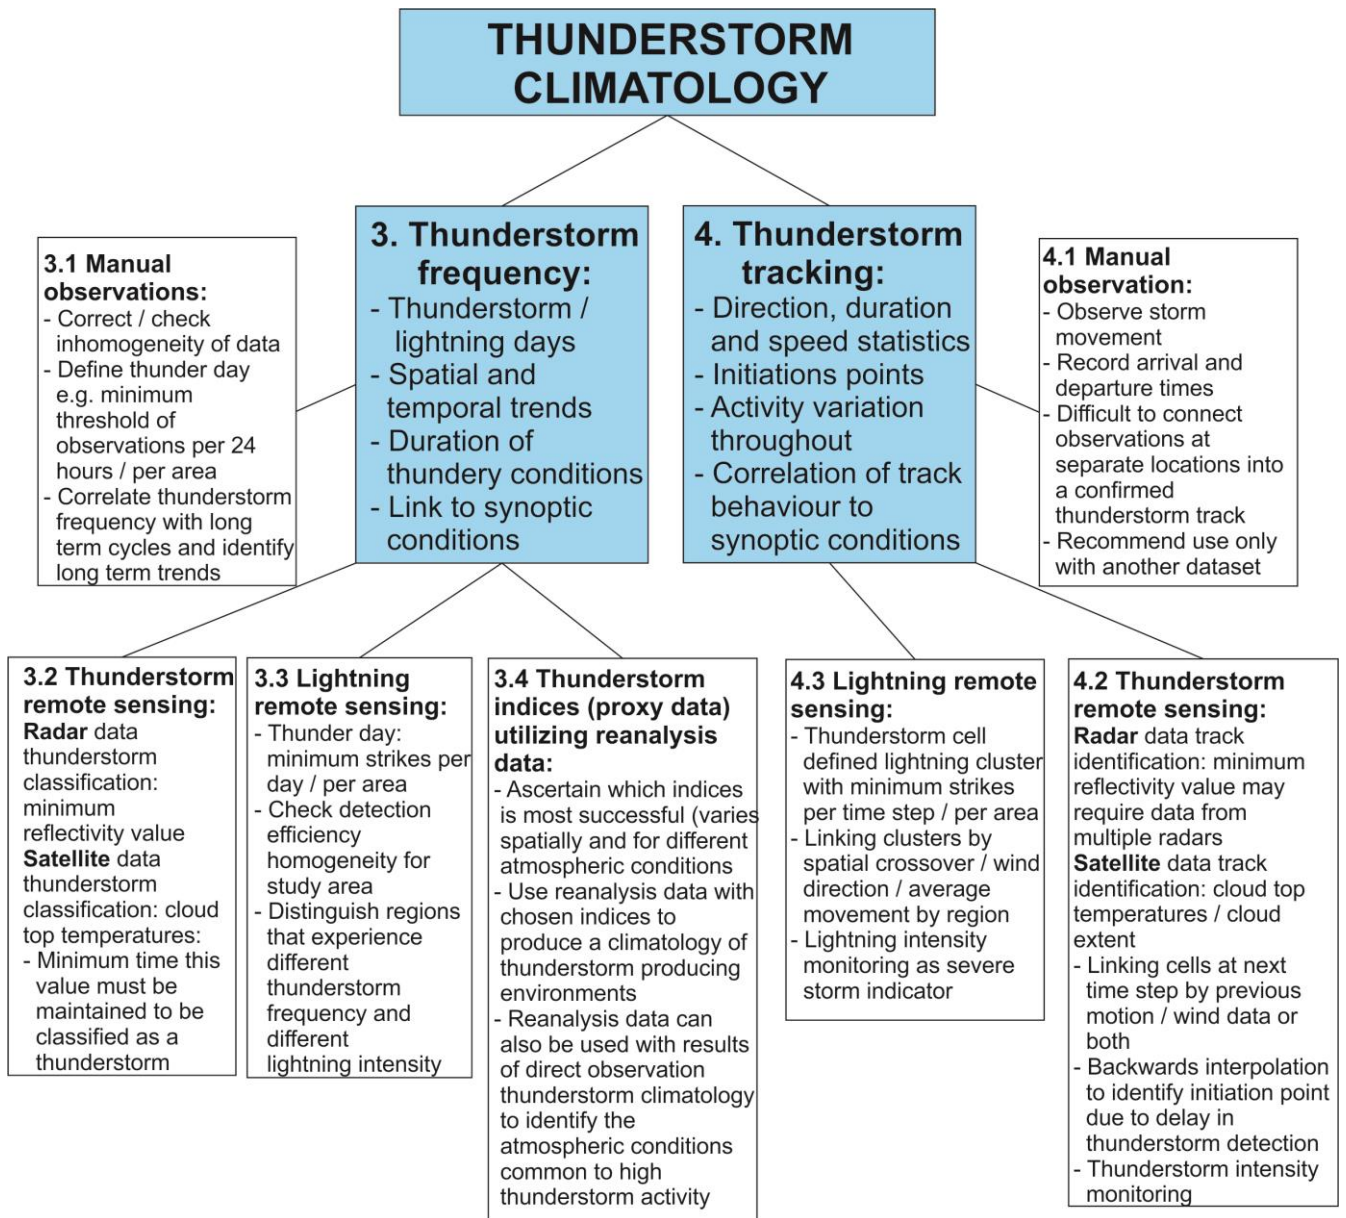 THUNDERSTORM
CLIMATOLOGY
3. Thunderstorm
frequency:
- Thunderstorm /
lightning days
- Spatial and
temporal trends
- Duration of
thundery conditions
- Link to synoptic
conditions
4. Thunderstorm
tracking:
- Direction, duration
and speed statistics
- Initiations points
- Activity variation
throughout
- Correlation of track
behaviour to
synoptic conditions
3.1 Manual
observations:
- Correct / check
inhomogeneity of data
- Define thunder day
e.g. minimum
threshold of
observations per 24
hours / per area
- Correlate thunderstorm
frequency with long
term cycles and identify
long term trends
4.1 Manual
observation:
- Observe storm
movement
- Record arrival and
departure times
- Difficult to connect
observations at
separate locations into
a confirmed
thunderstorm track
- Recommend use only
with another dataset
3.2 Thunderstorm
remote sensing:
Radar data
thunderstorm
classification:
minimum
reflectivity value
Satellite data
thunderstorm
classification: cloud
top temperatures:
- Minimum time this
value must be
maintained to be
classified as a
thunderstorm
3.3 Lightning
remote sensing:
- Thunder day:
minimum strikes per
day / per area
- Check detection
efficiency
homogeneity for
study area
- Distinguish regions
that experience
different
thunderstorm
frequency and
different
lightning intensity
3.4 Thunderstorm
indices (proxy data)
utilizing reanalysis
data:
- Ascertain which indices
is most successful (varies
spatially and for different
atmospheric conditions
- Use reanalysis data with
chosen indices to
produce a climatology of
thunderstorm producing
environments
- Reanalysis data can
also be used with results
of direct observation
thunderstorm climatology
to identify the
atmospheric conditions
common to high
thunderstorm activity
4.3 Lightning remote
sensing:
- Thunderstorm cell
defined lightning cluster
with minimum strikes
per time step / per area
- Linking clusters by
spatial crossover / wind
direction / average
movement by region
- Lightning intensity
monitoring as severe
storm indicator
4.2 Thunderstorm
remote sensing:
Radar data track
identification: minimum
reflectivity value may
require data from
multiple radars
Satellite data track
identification: cloud top
temperatures / cloud
extent
- Linking cells at next
time step by previous
motion / wind data or
both
- Backwards interpolation
to identify initiation point
due to delay in
thunderstorm detection
- Thunderstorm intensity
monitoring